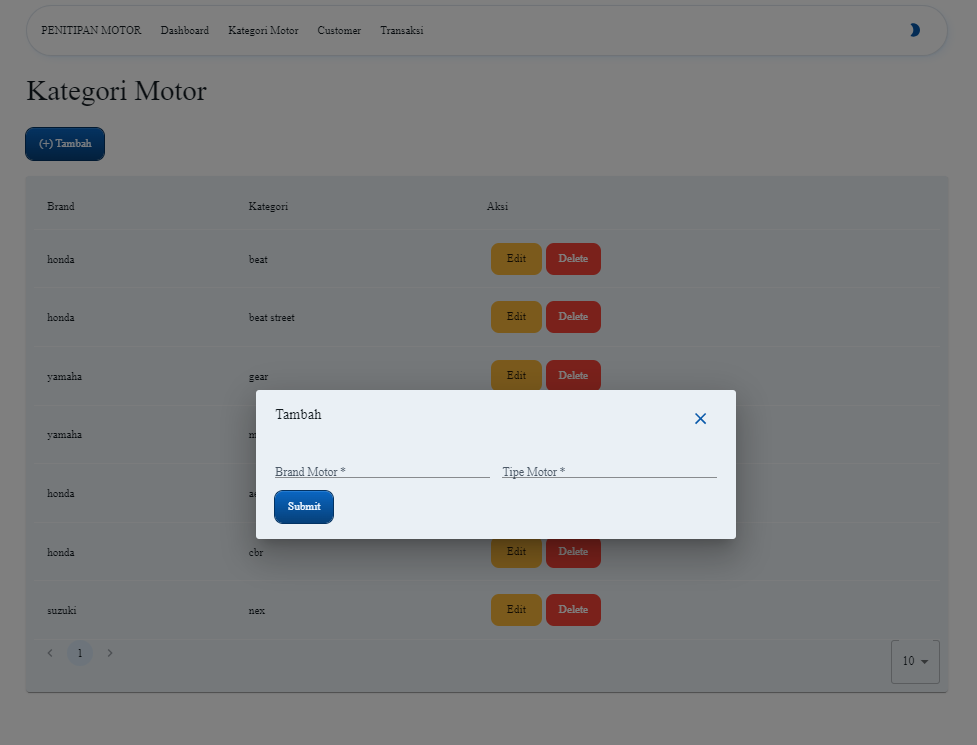 PENITIPAN MOTOR Dashboard Kategori Motor Customer Transaksi
Kategori Motor
(+) Tambah
Brand Kategori Aksi
honda beat Edit Delete
honda beat street Edit Delete
yamaha gear Edit Delete
Tambah
yamaha
Brand Motor * Tipe Motor *
honda
Submit
honda cbr Edit Delete
suzuki nex Edit Delete
1
10